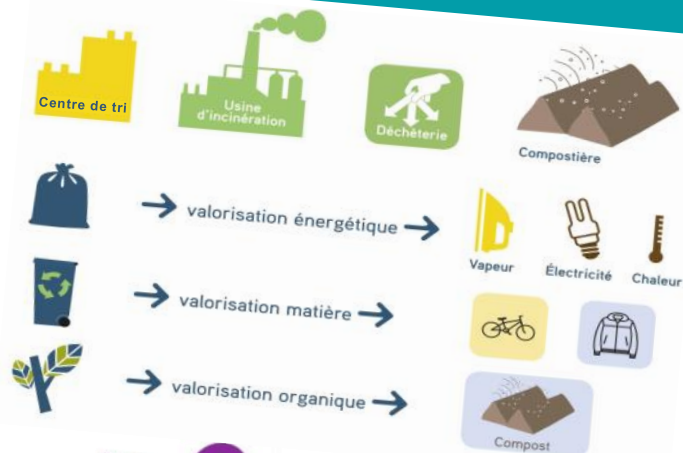 Centre de tri
Usine
d'incinération
Déchèterie
Compostière
valorisation énergétique
Vapeur
Électricité
Chaleur
valorisation matière
valorisation organique
Compost